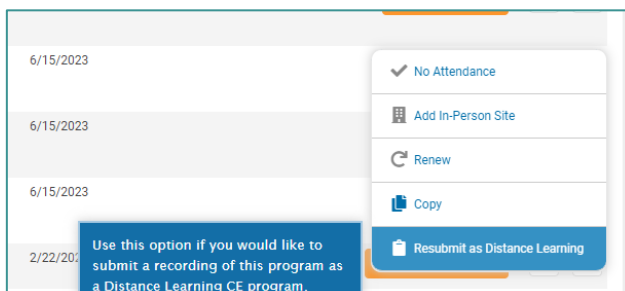 6/15/2023
No Attendance
Add In-Person Site
6/15/2023
Renew
6/15/2023
Copy
Resubmit as Distance Learning
Use this option if you would like to
submit a recording of this program as
a Distance Learning CE program.